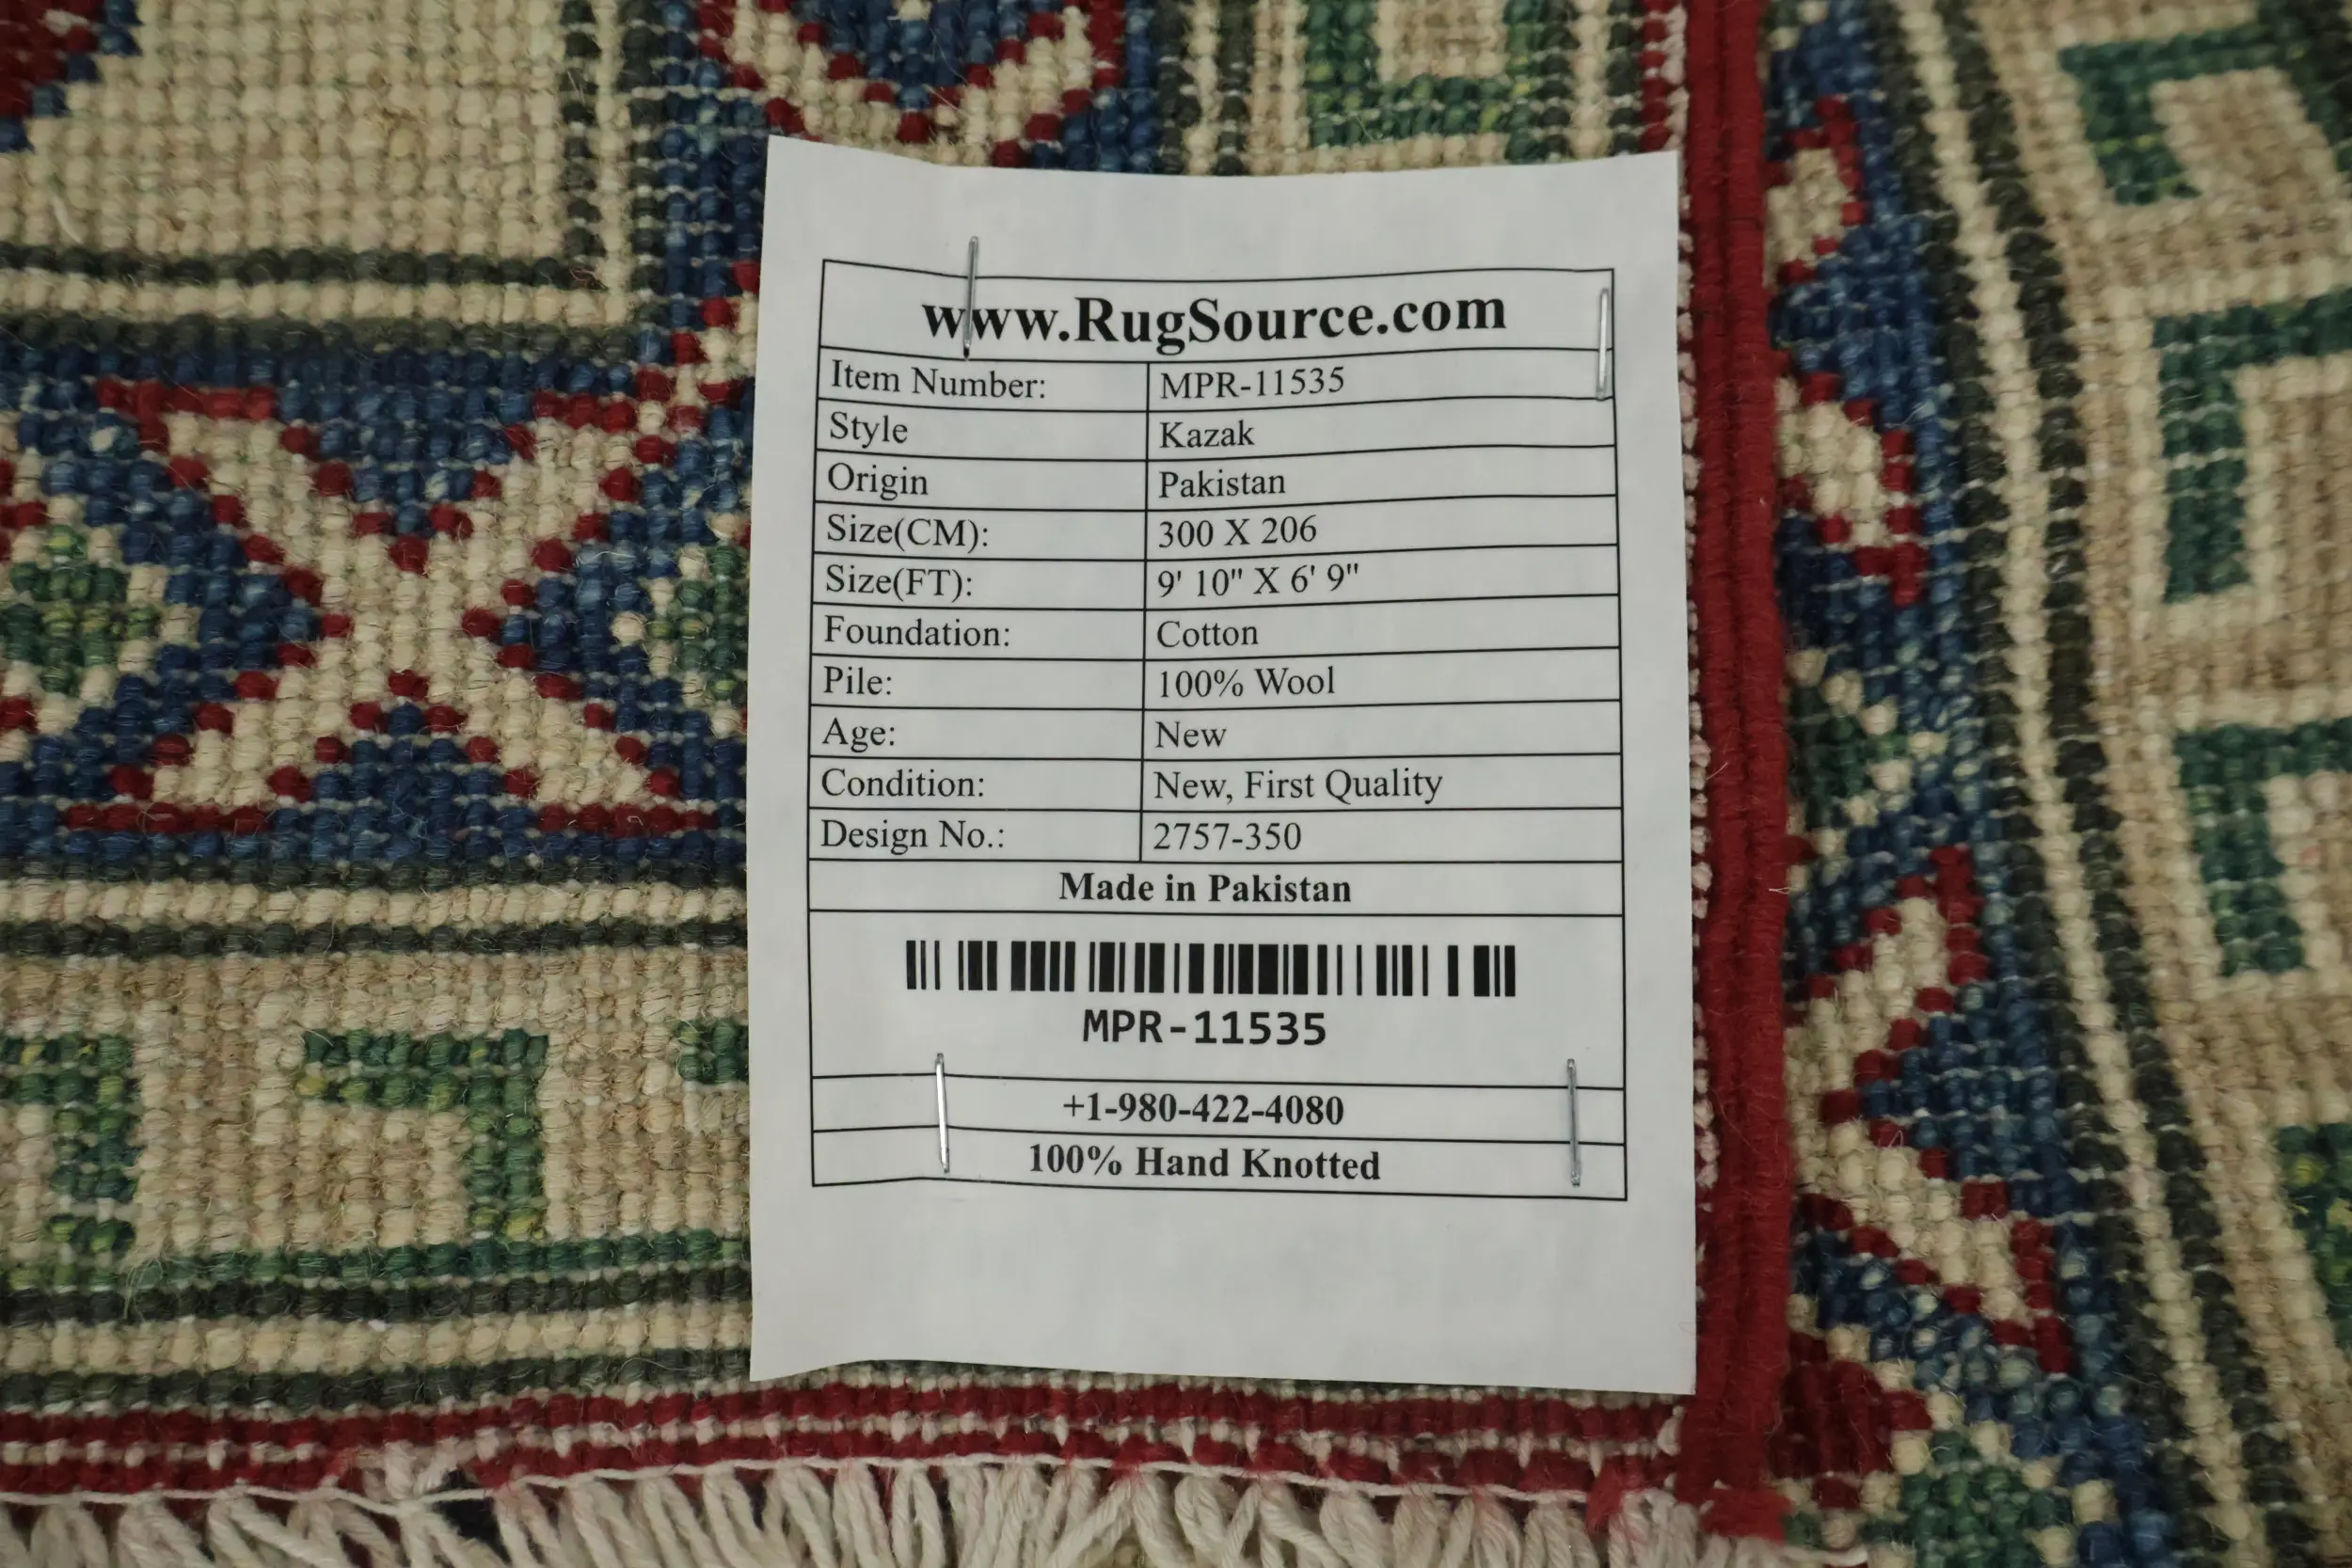 www.RugSource.com
Item Number: MPR-11535
Style Kazak
Origin Pakistan
Size(CM): 300 X 206
Size(FT): 9' 10" X 6' 9"
Foundation: Cotton
Pile: 100% Wool
Age: New
Condition: New, First Quality
Design No.: 2757-350
Made in Pakistan
MPR-11535
+1-980-422-4080
100% Hand Knotted